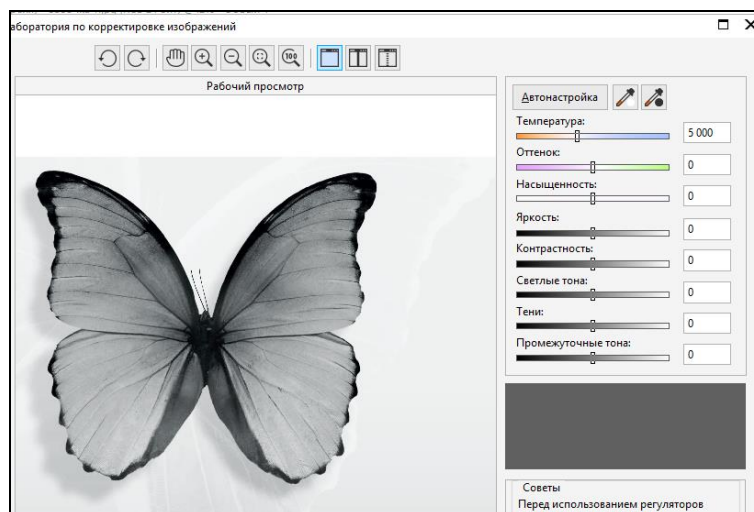 аборатория по корректировке изображений
100
Рабочий просмотр
Автонастройка
Температура:
5 000
Оттенок:
0
Насыщенность:
0
Яркость:
0
Контрастность:
0
Светлые тона:
0
Тени:
0
Промежуточные тона:
0
Советы
Перед использованием регуляторов